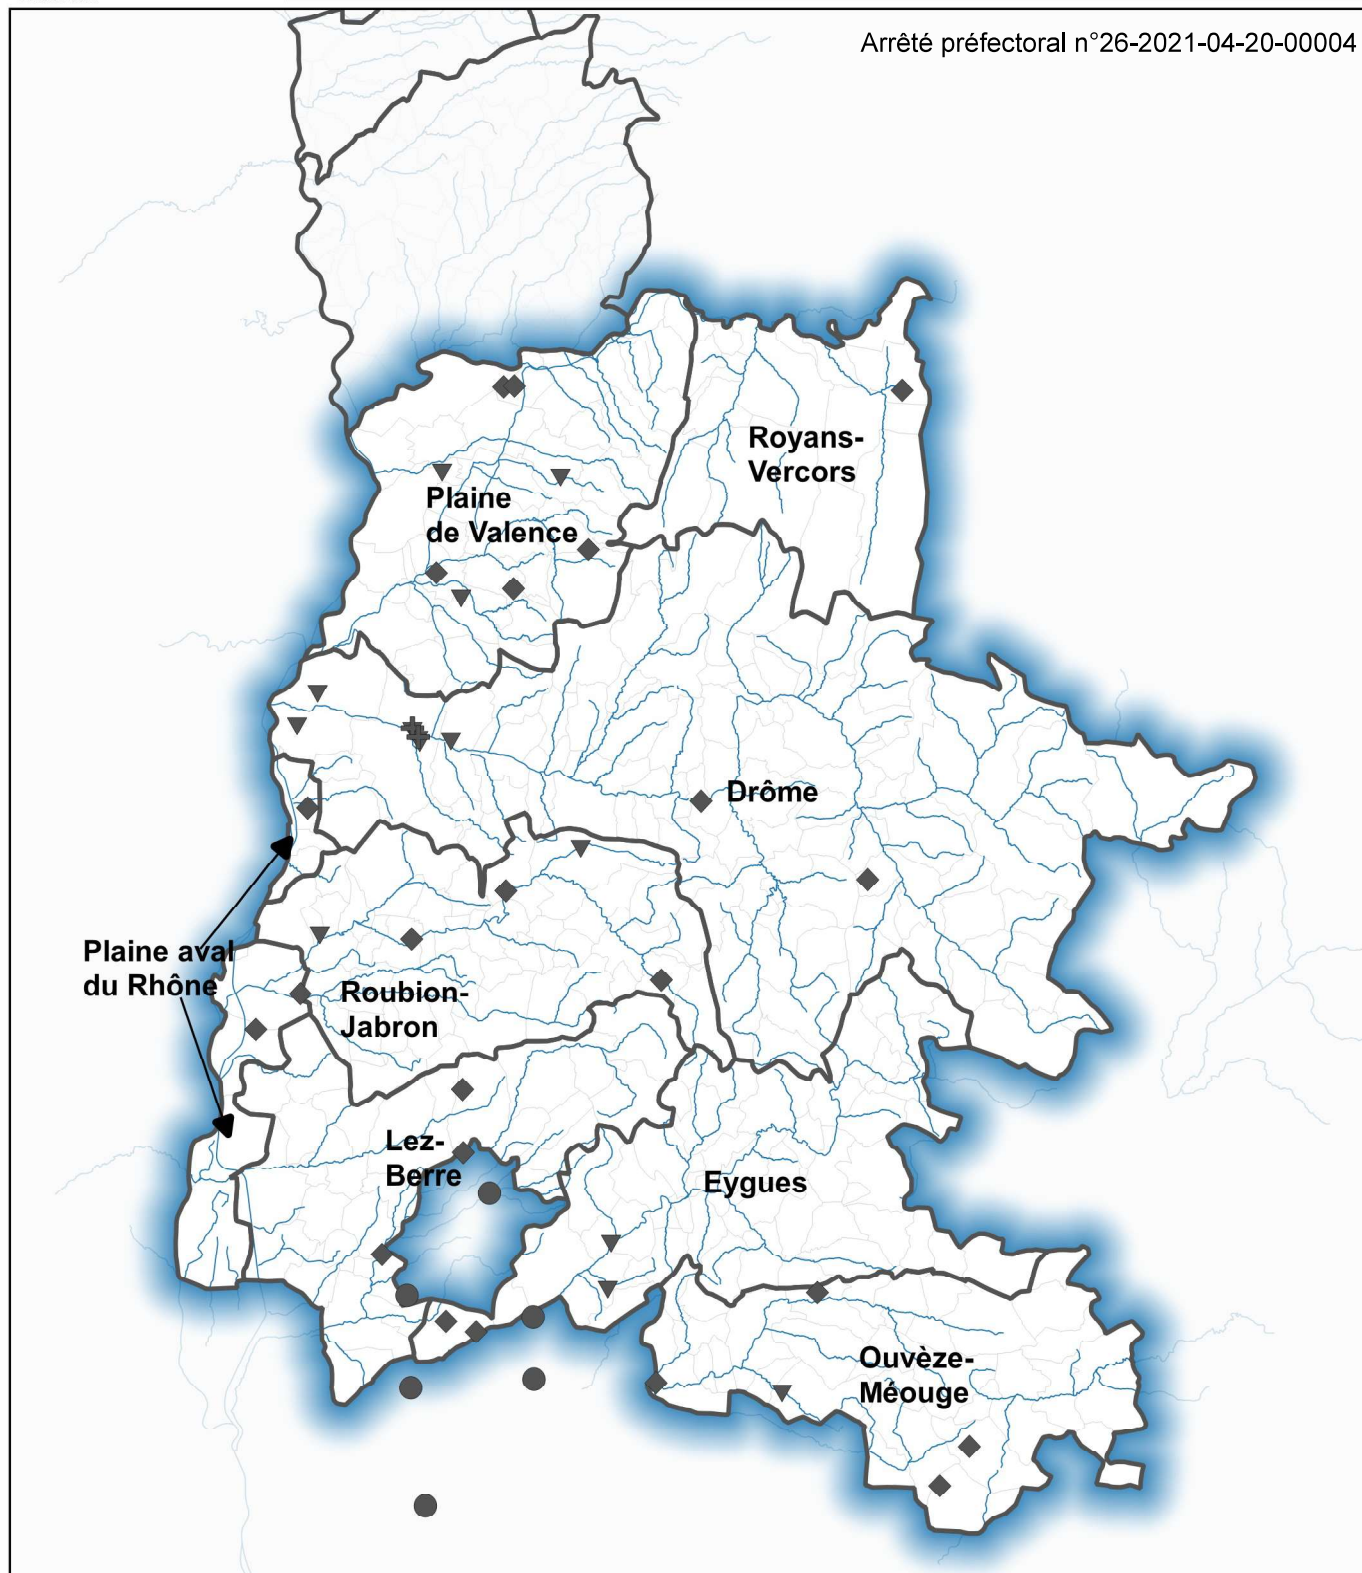 Arrêté préfectoral n°26-2021-04-20-00004
Royans-
Vercors
Plaine
de Valence
Drôme
Plaine aval
du Rhône
Roubion-
Jabron
Lez-
Berre
Eygues
Ouvèze-
Méouge